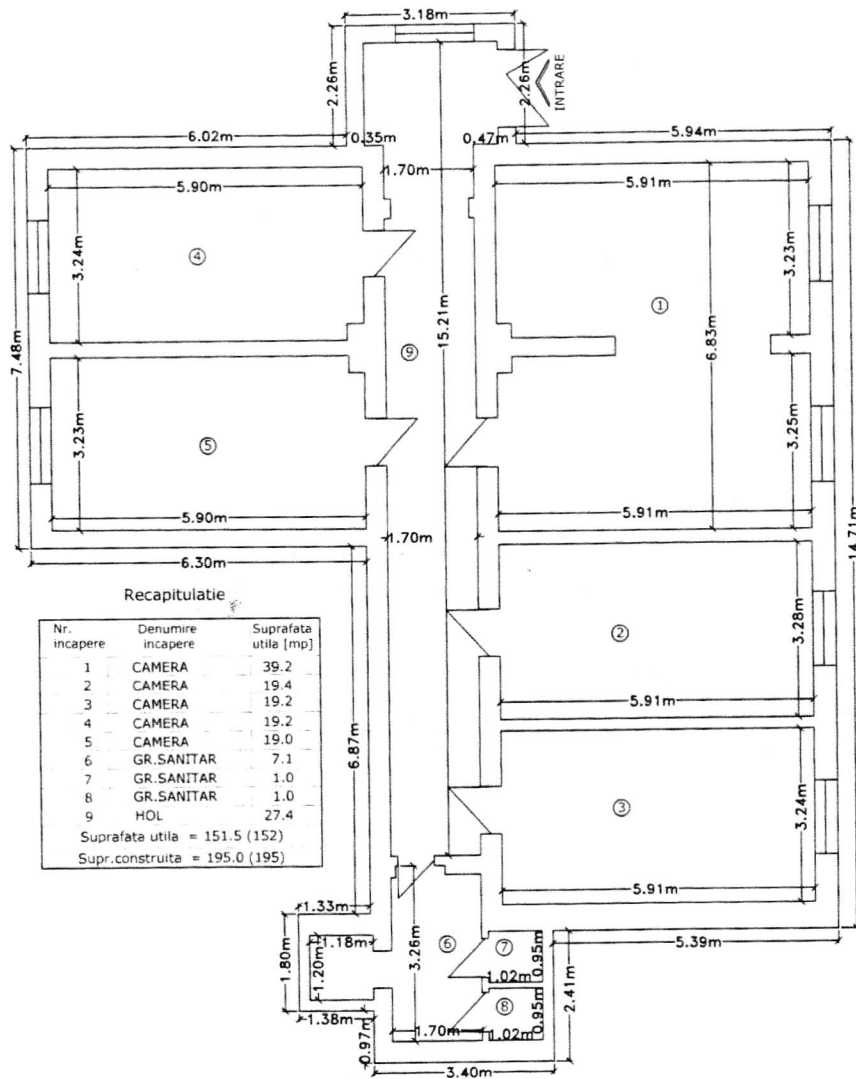 3.18m
2.26m
2.26m
INTRARE
6.02m
0.35m
0.47m
5.94m
1.70m
5.90m
5.91m
3.24m
④
3.23m
①
7.48m
⑨
15.21m
6.83m
3.23m
⑤
3.25m
5.90m
5.91m
1.70m
14.71m
6.30m
Recapitulatie
Nr. incapere Denumire incapere Suprafata utila [mp]
1 CAMERA 39.2
2 CAMERA 19.4
3 CAMERA 19.2
4 CAMERA 19.2
5 CAMERA 19.0
6 GR.SANITAR 7.1
7 GR.SANITAR 1.0
8 GR.SANITAR 1.0
9 HOL 27.4
Suprafata utila = 151.5 (152)
Supr.construita = 195.0 (195)
②
3.28m
5.91m
6.87m
③
3.24m
5.91m
1.33m
1.18m
⑥
⑦
0.95m
5.39m
1.80m
1.20m
3.26m
1.02m
2.41m
⑧
0.95m
1.38m
1.70m
1.02m
0.97m
3.40m